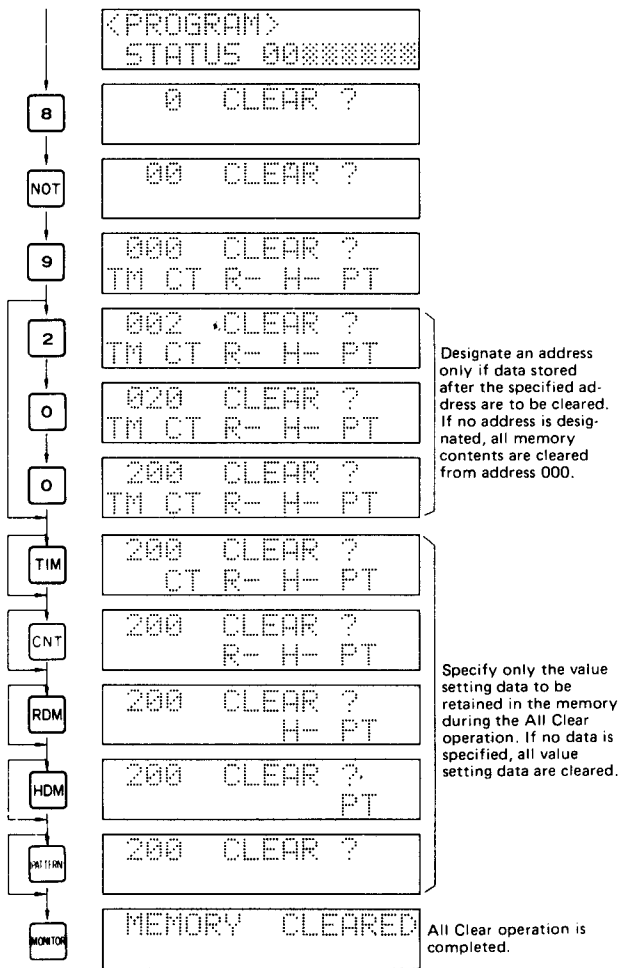 <PROGRAM>
STATUS 00
8
0 CLEAR ?
NOT
00 CLEAR ?
9
000 CLEAR ?
TM CT R- H- PT
2
002 CLEAR ?
TM CT R- H- PT
0
020 CLEAR ?
TM CT R- H- PT
0
200 CLEAR ?
TM CT R- H- PT
Designate an address
only if data stored
after the specified ad-
dress are to be cleared.
If no address is desig-
nated, all memory
contents are cleared
from address 000.
TIM
200 CLEAR ?
CT R- H- PT
CNT
200 CLEAR ?
R- H- PT
RDM
200 CLEAR ?
H- PT
HDM
200 CLEAR ?
PT
PATTERN
200 CLEAR ?
Specify only the value
setting data to be
retained in the memory
during the All Clear
operation. If no data is
specified, all value
setting data are cleared.
MONITOR
MEMORY CLEARED
All Clear operation is
completed.